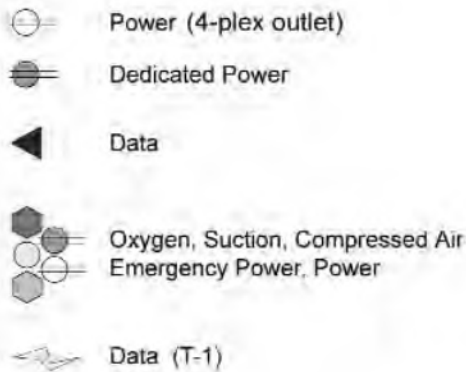 Power (4-plex outlet)
Dedicated Power
Data
Oxygen, Suction, Compressed Air
Emergency Power, Power
Data (T-1)